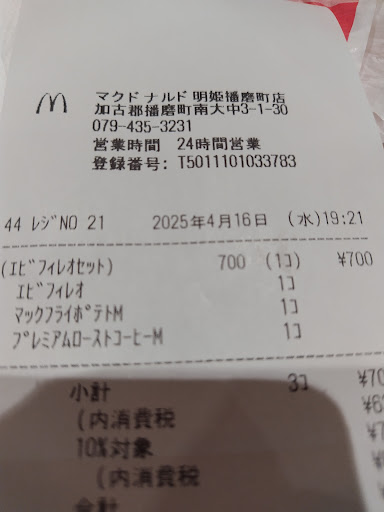 マクドナルド 明姫播磨町店
加古郡播磨町南大中3-1-30
079-435-3231
営業時間 24時間営業
登録番号: T5011101033783
44 レジNO 21 2025年4月16日 (水)19:21
(エビフィレオセット) 700 (1コ) ¥700
エビフィレオ 1コ
マックフライポテトM 1コ
プレミアムローストコーヒーM 1コ
小計 3コ
(内消費税
10%対象
(内消費税
合計